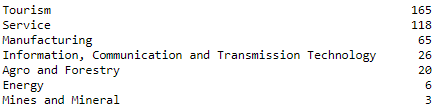 Tourism 165
Service 118
Manufacturing 65
Information, Communication and Transmission Technology 26
Agro and Forestry 20
Energy 6
Mines and Mineral 3